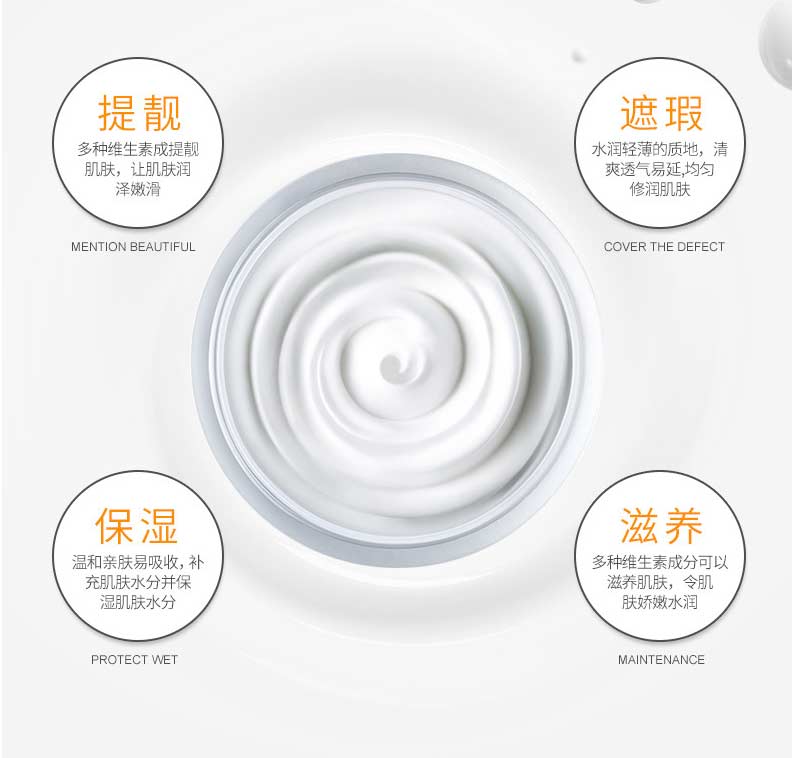 提靓
多种维生素成提靓
肌肤，让肌肤润
泽嫩滑
MENTION BEAUTIFUL
遮瑕
水润轻薄的质地，清
爽透气易延,均匀
修润肌肤
COVER THE DEFECT
保湿
温和亲肤易吸收，补
充肌肤水分并保
湿肌肤水分
PROTECT WET
滋养
多种维生素成分可以
滋养肌肤，令肌
肤娇嫩水润
MAINTENANCE